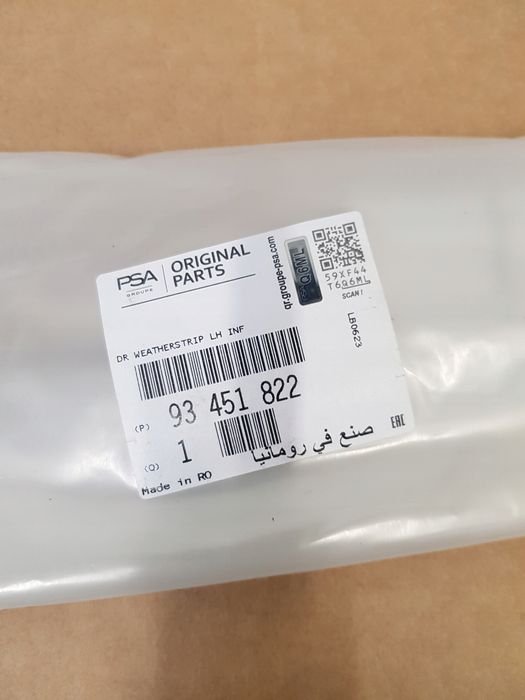 PSA
GROUPE
ORIGINAL
PARTS
qr.groupe-psa.com
Q6ML
59XF44
T6Q6ML
SCAN !
LB0623
DR WEATHERSTRIP LH INF
(P) 93 451 822
(Q) 1
صنع في رومانيا
Made in RO
EAC